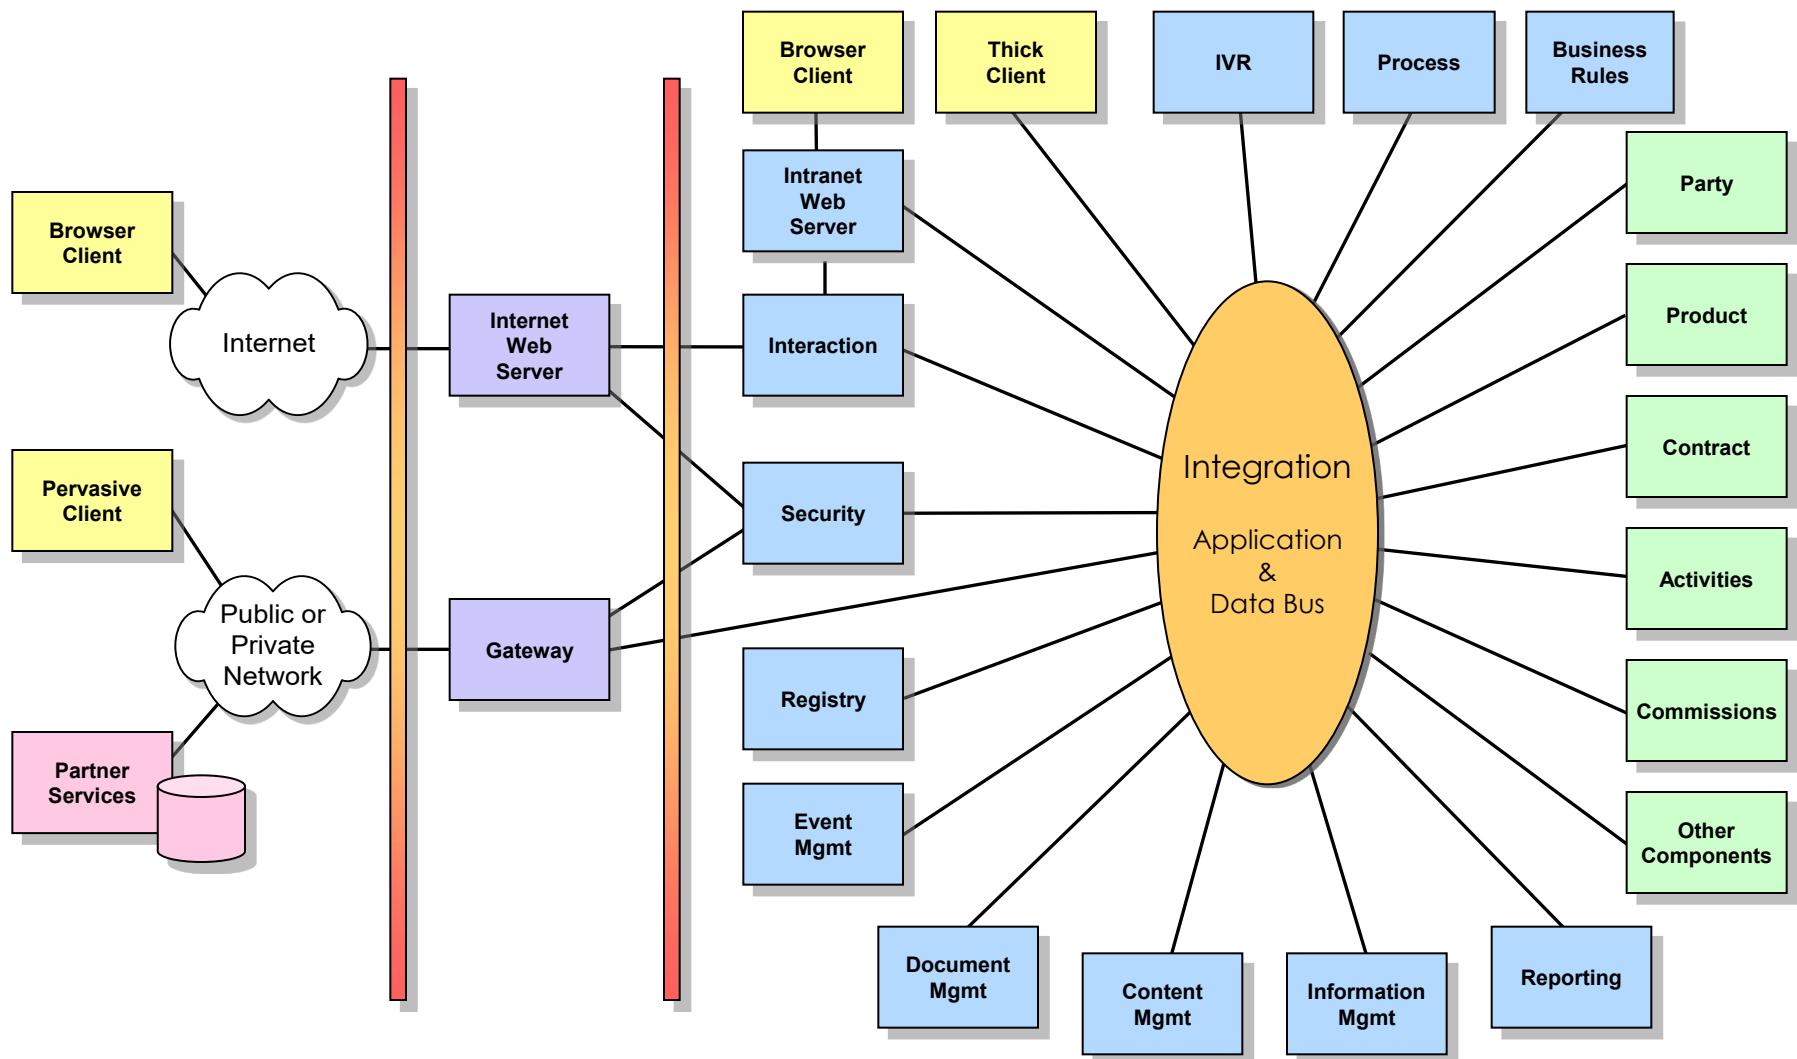 Browser
Client
Thick
Client
IVR
Process
Business
Rules
Intranet
Web
Server
Party
Browser
Client
Internet
Internet
Web
Server
Interaction
Product
Contract
Integration
Application
&
Data Bus
Pervasive
Client
Security
Activities
Public or
Private
Network
Gateway
Registry
Commissions
Partner
Services
Event
Mgmt
Other
Components
Document
Mgmt
Content
Mgmt
Information
Mgmt
Reporting